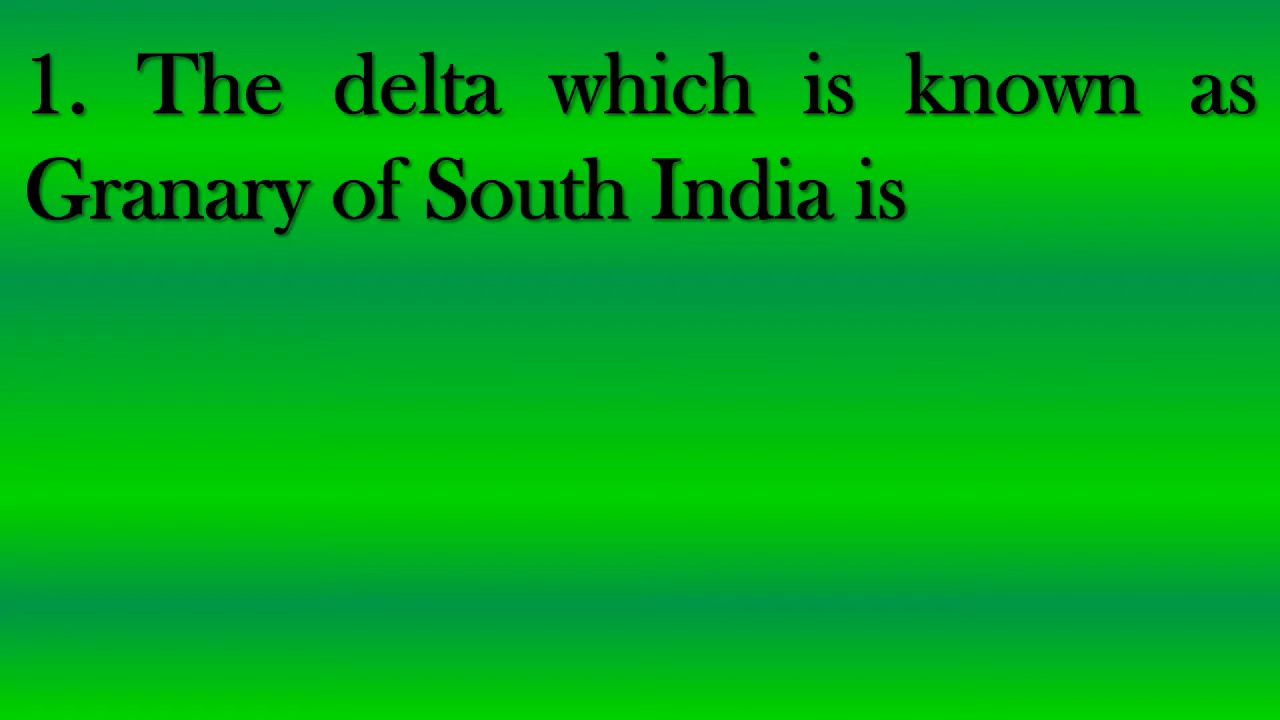 1. The delta which is known as
Granary of South India is